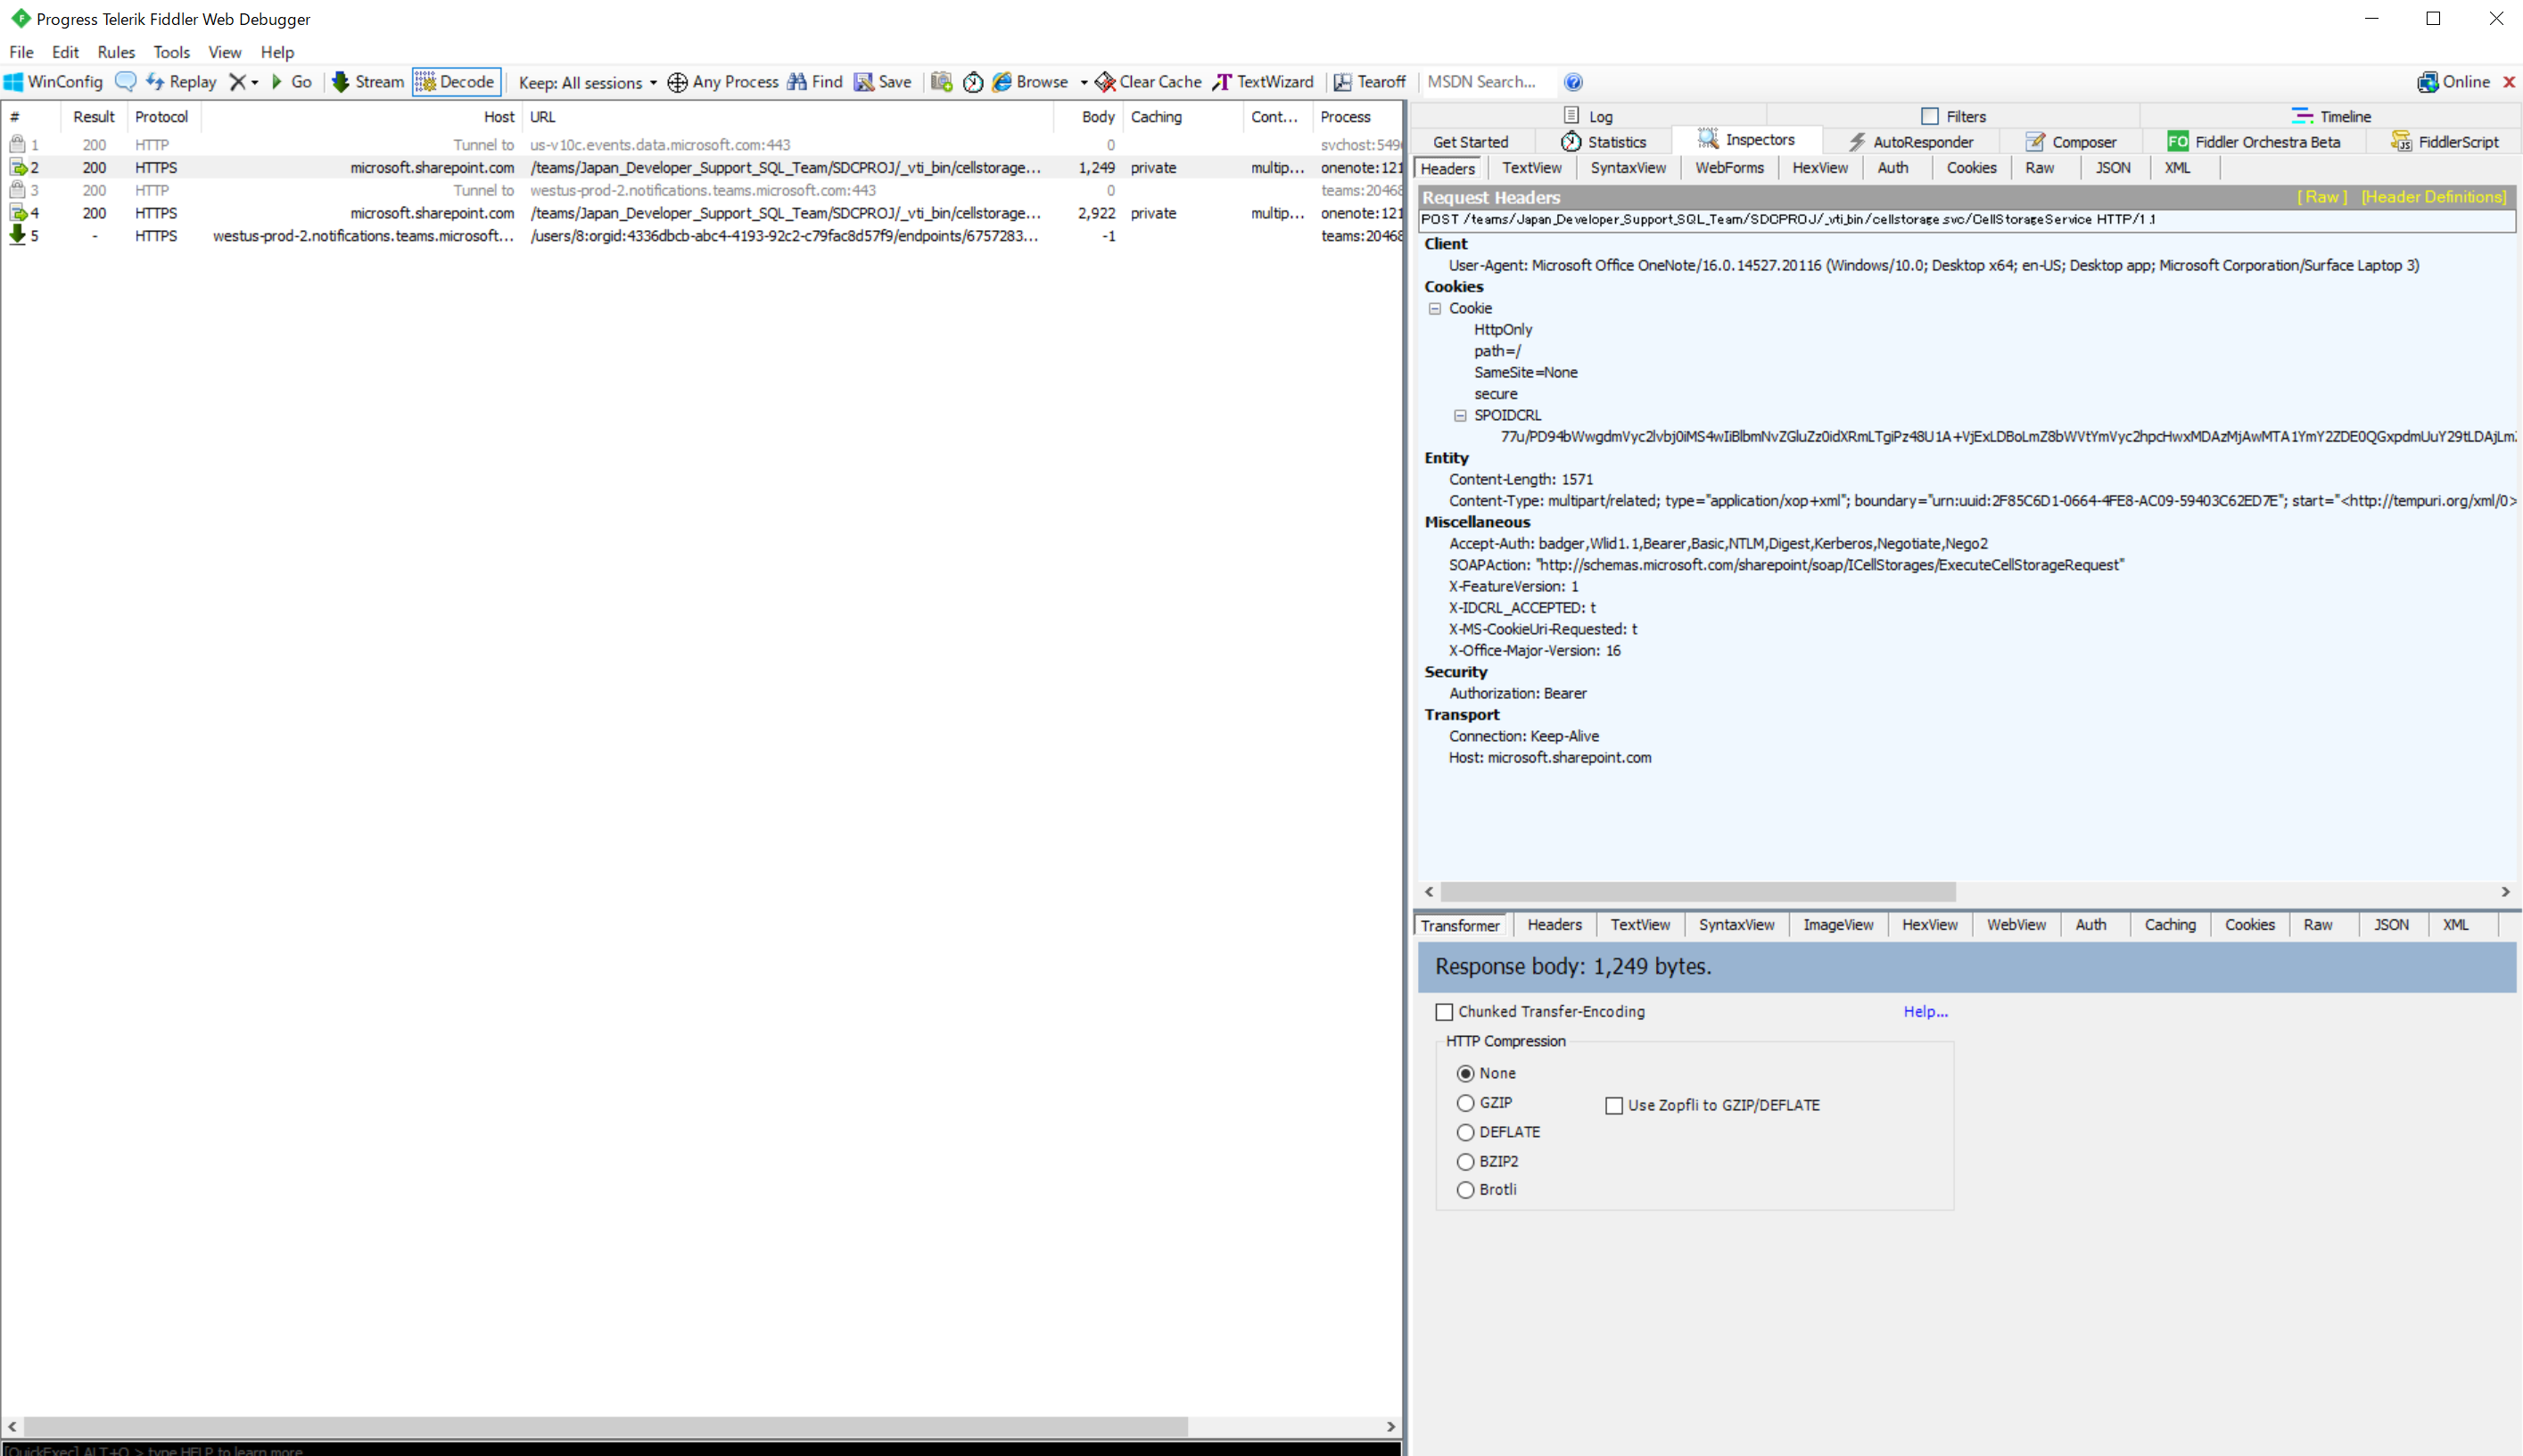 Progress Telerik Fiddler Web Debugger
File Edit Rules Tools View Help
WinConfig Replay Go Stream Decode Keep: All sessions Any Process Find Save Browse Clear Cache TextWizard Tearoff MSDN Search... Online
# Result Protocol Host URL Body Caching Cont... Process
1 200 HTTP Tunnel to us-v10c.events.data.microsoft.com:443 0 svchost:549
2 200 HTTPS microsoft.sharepoint.com /teams/Japan_Developer_Support_SQL_Team/SDCPROJ/_vti_bin/cellstorage... 1,249 private multip... onenote:121
3 200 HTTP Tunnel to westus-prod-2.notifications.teams.microsoft.com:443 0 teams:20468
4 200 HTTPS microsoft.sharepoint.com /teams/Japan_Developer_Support_SQL_Team/SDCPROJ/_vti_bin/cellstorage... 2,922 private multip... onenote:121
5 - HTTPS westus-prod-2.notifications.teams.microsoft... /users/8:orgid:4336dbcb-abc4-4193-92c2-c79fac8d57f9/endpoints/6757283... -1 teams:20468
[QuickExec] ALT+Q > type HELP to learn more
Log Filters Timeline
Get Started Statistics Inspectors AutoResponder Composer FO Fiddler Orchestra Beta FiddlerScript
Headers TextView SyntaxView WebForms HexView Auth Cookies Raw JSON XML
Request Headers [ Raw ] [Header Definitions]
POST /teams/Japan_Developer_Support_SQL_Team/SDCPROJ/_vti_bin/cellstorage.svc/CellStorageService HTTP/1.1
Client
User-Agent: Microsoft Office OneNote/16.0.14527.20116 (Windows/10.0; Desktop x64; en-US; Desktop app; Microsoft Corporation/Surface Laptop 3)
Cookies
Cookie
HttpOnly
path=/
SameSite=None
secure
SPOIDCRL
77u/PD94bWwgdmVyc2lvbj0iMS4wIiBlbmNvZGluZz0idXRmLTgiPz48U1A+VjExLDBoLmZ8bWVtYmVyc2hpcHwxMDAzMjAwMTA1YmY2ZDE0QGxpdmUuY29tLDAjLm
Entity
Content-Length: 1571
Content-Type: multipart/related; type="application/xop+xml"; boundary="urn:uuid:2F85C6D1-0664-4FE8-AC09-59403C62ED7E"; start="<http://tempuri.org/xml/0>
Miscellaneous
Accept-Auth: badger,Wlid1.1,Bearer,Basic,NTLM,Digest,Kerberos,Negotiate,Nego2
SOAPAction: "http://schemas.microsoft.com/sharepoint/soap/ICellStorages/ExecuteCellStorageRequest"
X-FeatureVersion: 1
X-IDCRL_ACCEPTED: t
X-MS-CookieUri-Requested: t
X-Office-Major-Version: 16
Security
Authorization: Bearer
Transport
Connection: Keep-Alive
Host: microsoft.sharepoint.com
Transformer Headers TextView SyntaxView ImageView HexView WebView Auth Caching Cookies Raw JSON XML
Response body: 1,249 bytes.
Chunked Transfer-Encoding Help...
HTTP Compression
None
GZIP Use Zopfli to GZIP/DEFLATE
DEFLATE
BZIP2
Brotli